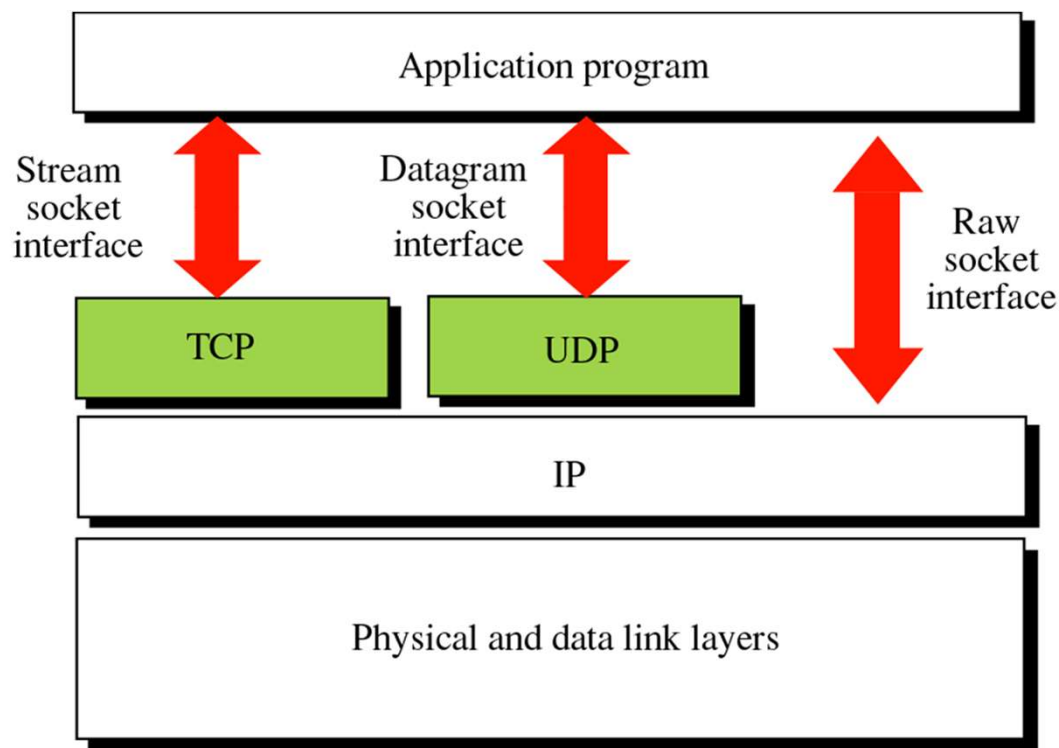 Application program
Stream
socket
interface
Datagram
socket
interface
Raw
socket
interface
TCP
UDP
IP
Physical and data link layers